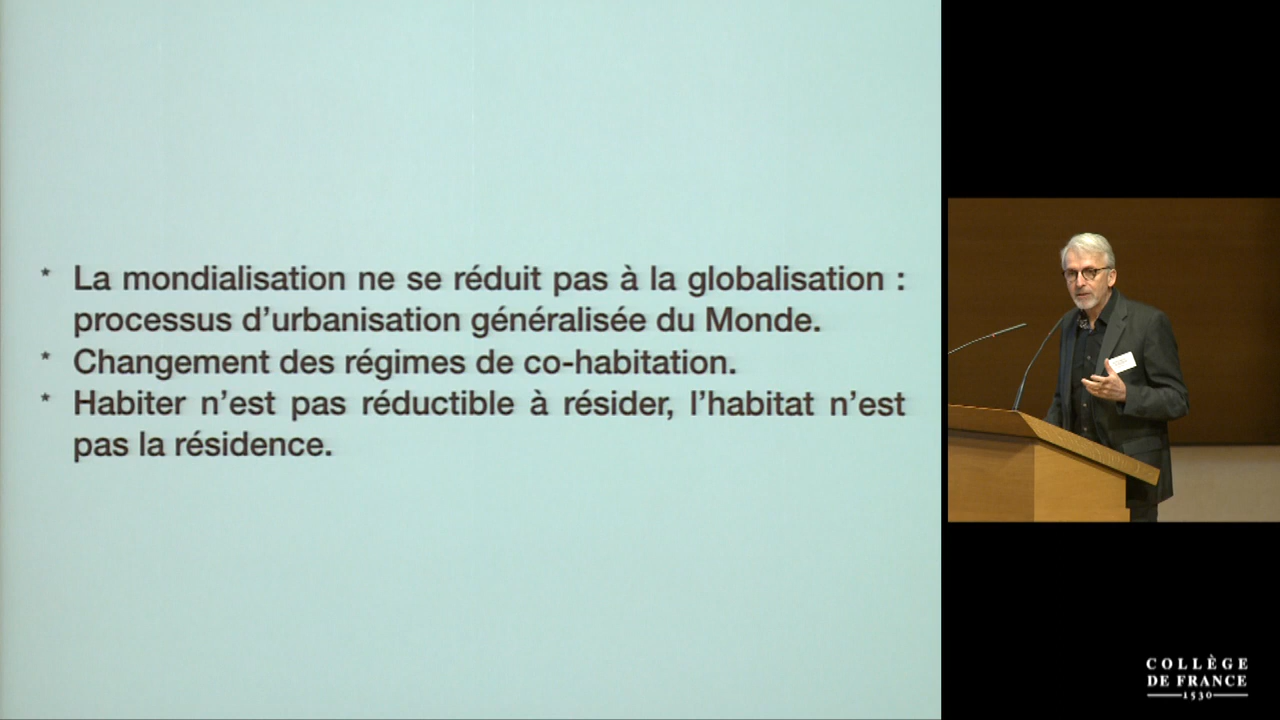 * La mondialisation ne se réduit pas à la globalisation :
processus d’urbanisation généralisée du Monde.
* Changement des régimes de co-habitation.
* Habiter n’est pas réductible à résider, l’habitat n’est
pas la résidence.
COLLÈGE
DE FRANCE
1530